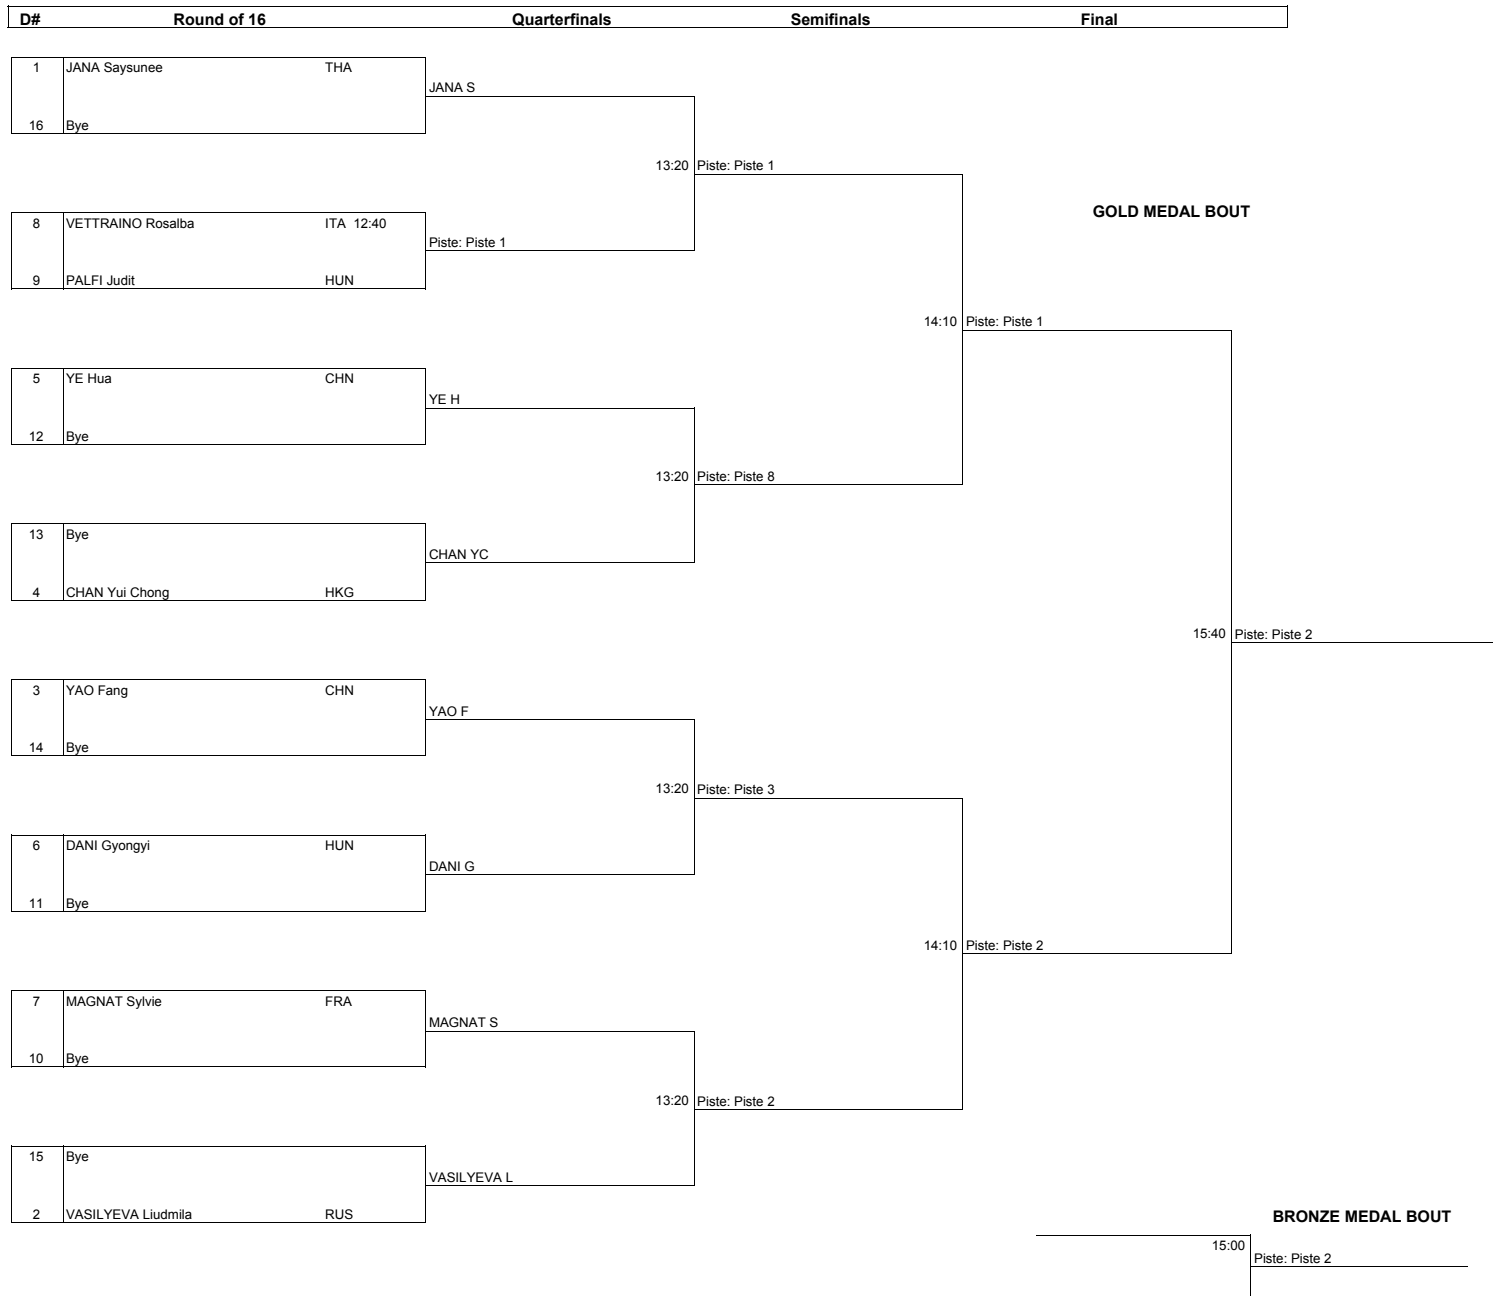 D# Round of 16 Quarterfinals Semifinals Final
1 JANA Saysunee THA
JANA S
16 Bye
13:20 Piste: Piste 1
GOLD MEDAL BOUT
8 VETTRAINO Rosalba ITA 12:40
Piste: Piste 1
9 PALFI Judit HUN
14:10 Piste: Piste 1
5 YE Hua CHN
YE H
12 Bye
13:20 Piste: Piste 8
13 Bye
CHAN YC
4 CHAN Yui Chong HKG
15:40 Piste: Piste 2
3 YAO Fang CHN
YAO F
14 Bye
13:20 Piste: Piste 3
6 DANI Gyongyi HUN
DANI G
11 Bye
14:10 Piste: Piste 2
7 MAGNAT Sylvie FRA
MAGNAT S
10 Bye
13:20 Piste: Piste 2
15 Bye
VASILYEVA L
2 VASILYEVA Liudmila RUS
BRONZE MEDAL BOUT
15:00
Piste: Piste 2